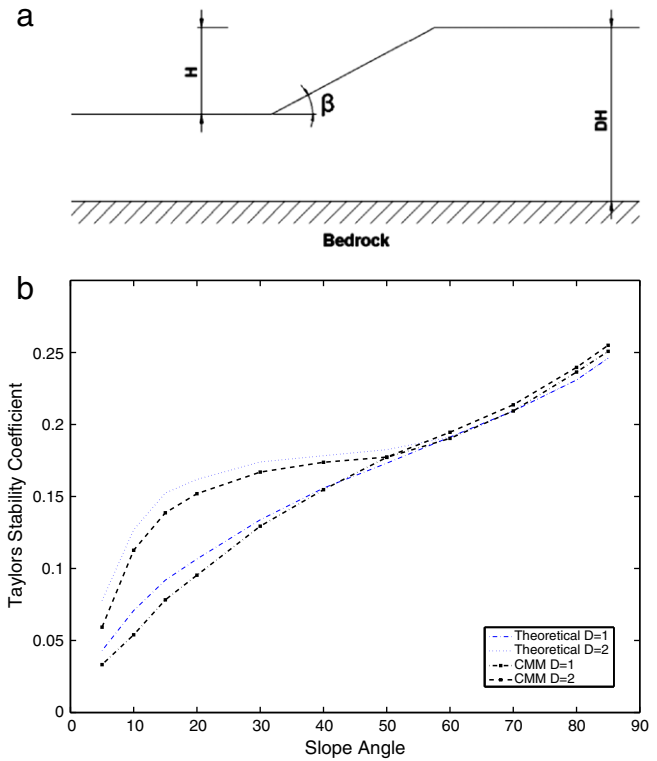 a
H
β
DH
Bedrock
b
Taylors Stability Coefficient
0.25
0.2
0.15
0.1
0.05
0
0 10 20 30 40 50 60 70 80 90
Slope Angle
Theoretical D=1
Theoretical D=2
CMM D=1
CMM D=2